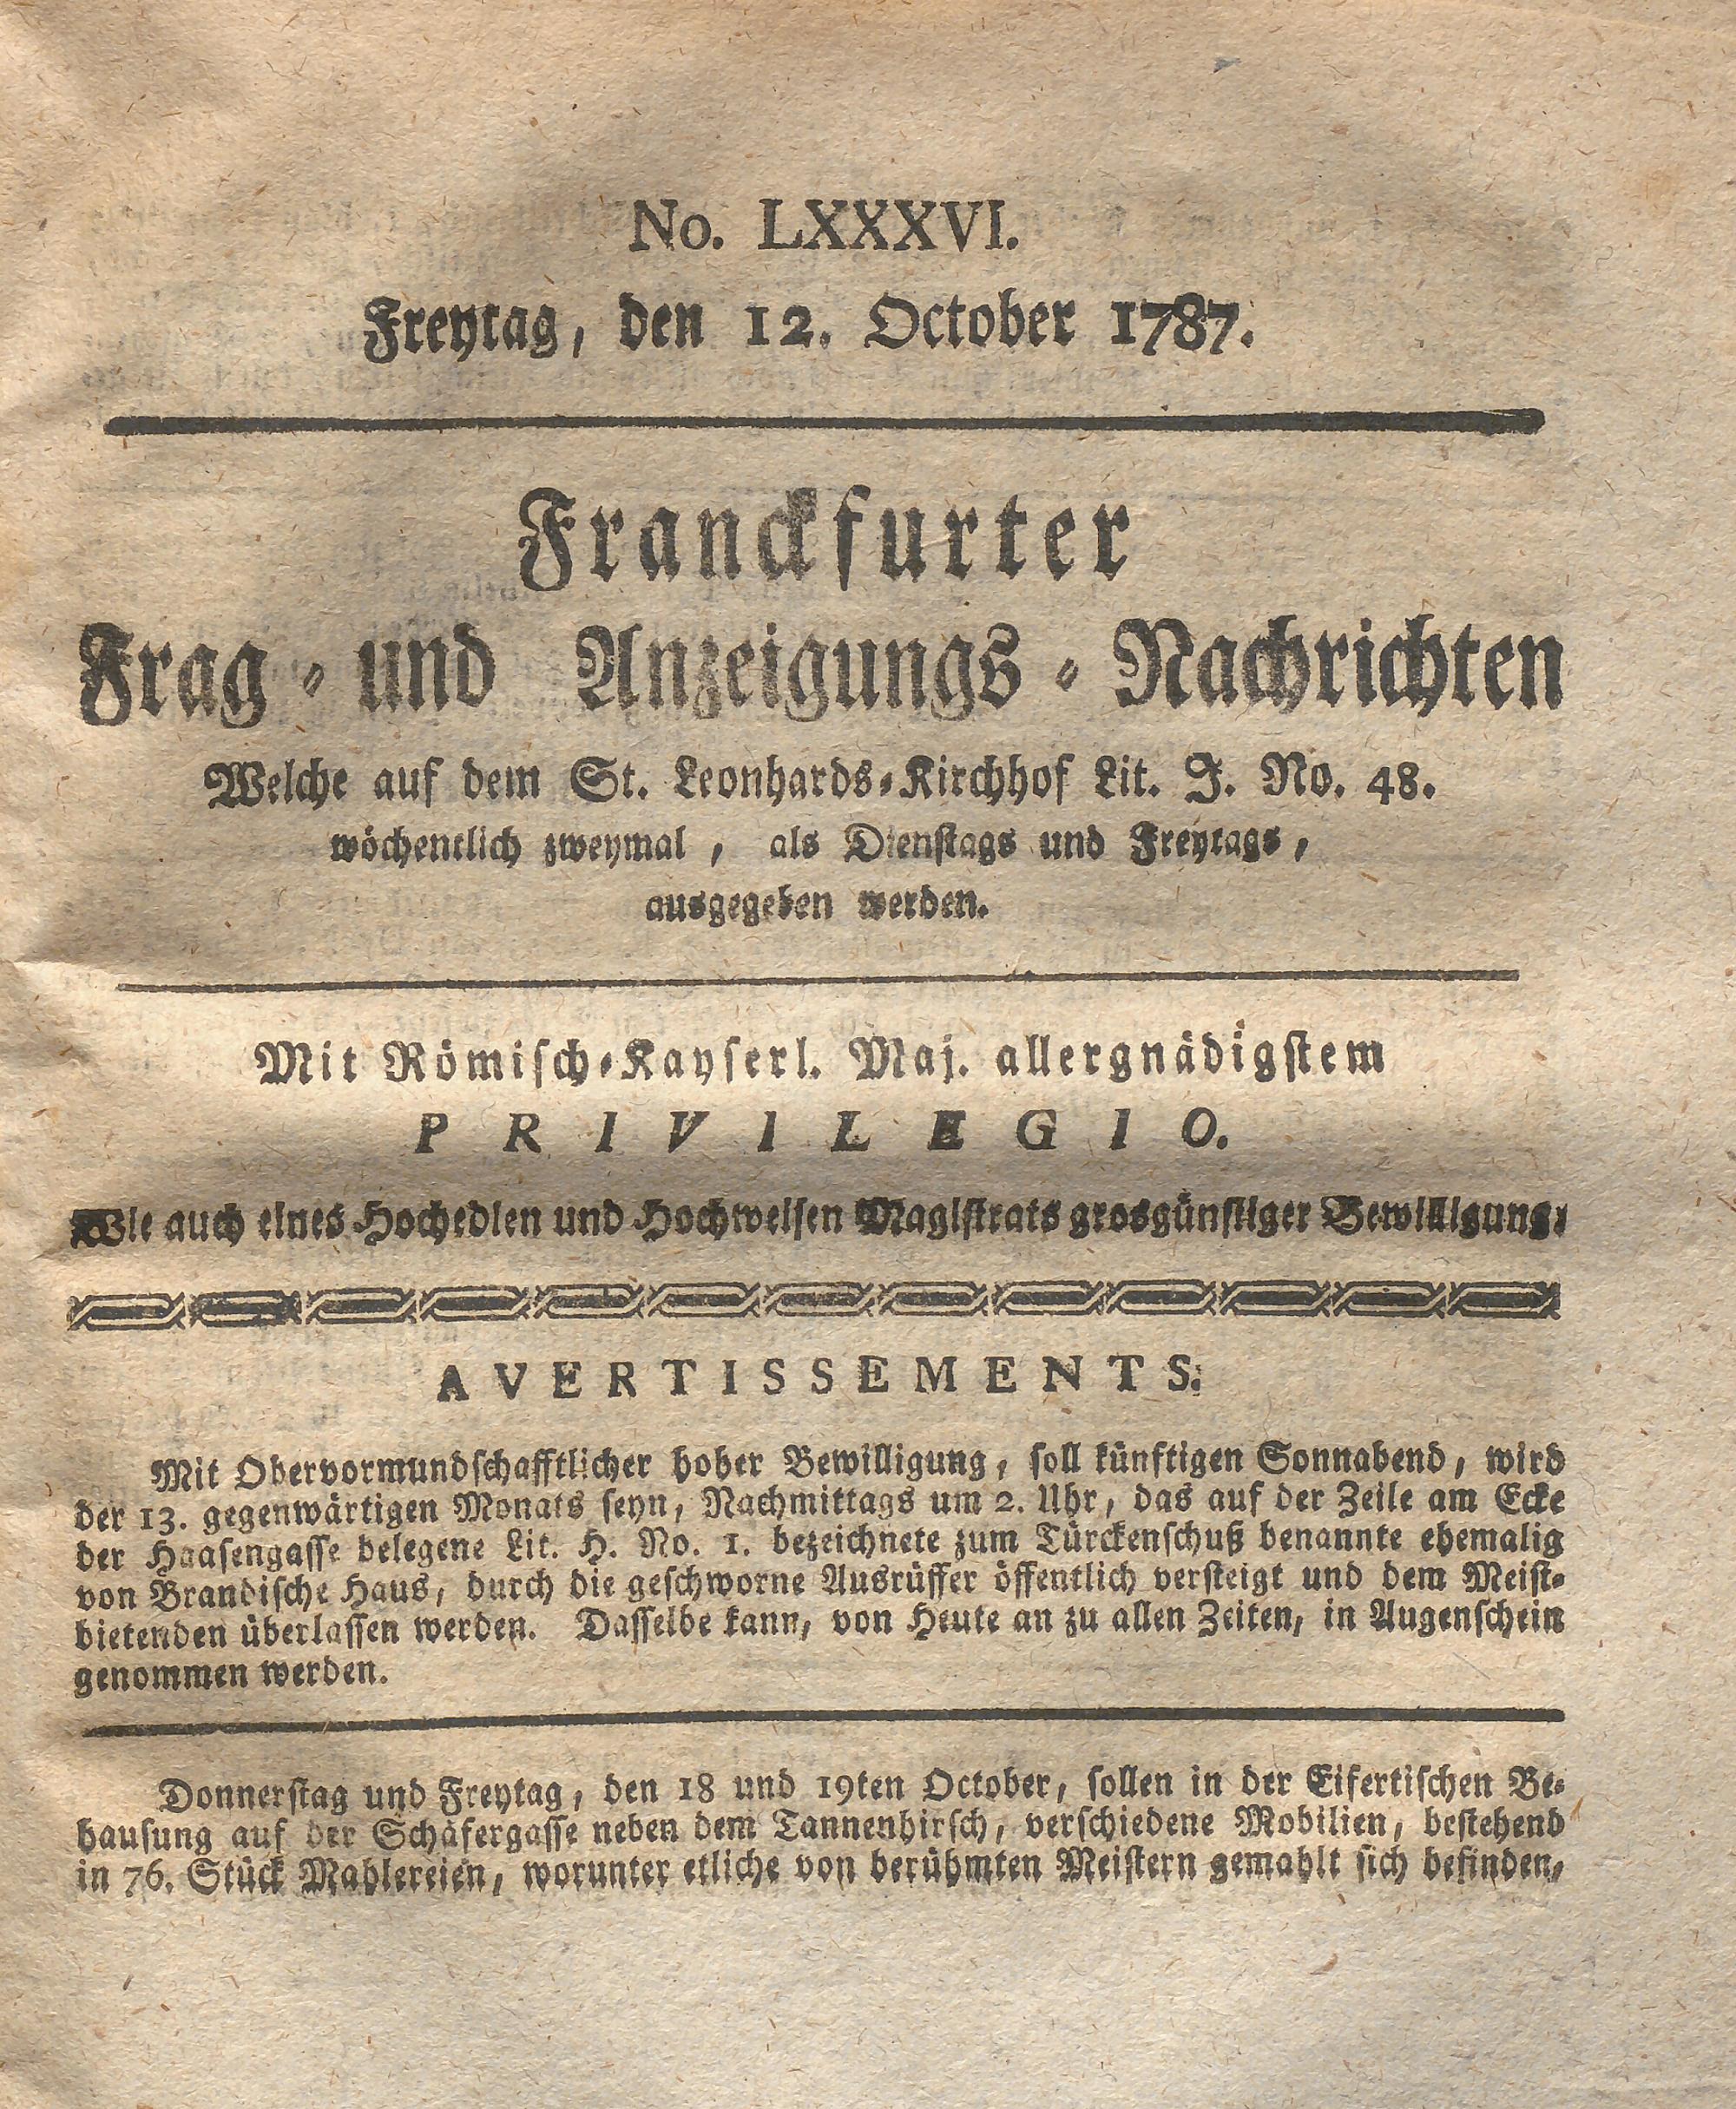 No. LXXXVI.
Freytag, den 12. October 1787.
Franckfurter
Frag- und Anzeigungs-Nachrichten
Welche auf dem St. Leonhards-Kirchhof Lit. J. No. 48.
wöchentlich zweymal, als Dienstags und Freytags,
ausgegeben werden.
Mit Römisch-Kayserl. Maj. allergnädigstem
PRIVILEGIO.
Wie auch eines Hochedlen und Hochweisen Magistrats grosgünstiger Bewilligung.
AVERTISSEMENTS.
Mit Obervormundschafftlicher hoher Bewilligung, soll künftigen Sonnabend, wird
der 13. gegenwärtigen Monats seyn, Nachmittags um 2. Uhr, das auf der Zeile am Ecke
der Haasengasse belegene Lit. H. No. 1. bezeichnete zum Türckenschuß benannte ehemalig
von Brandische Haus, durch die geschworne Ausrüffer öffentlich versteigt und dem Meist-
bietenden überlassen werden. Dasselbe kann, von Heute an zu allen Zeiten, in Augenschein
genommen werden.
Donnerstag und Freytag, den 18 und 19ten October, sollen in der Eifertischen Be-
hausung auf der Schäfergasse neben dem Tannenhirsch, verschiedene Mobilien, bestehend
in 76. Stück Mahlereien, worunter etliche von berühmten Meistern gemahlt sich befinden,